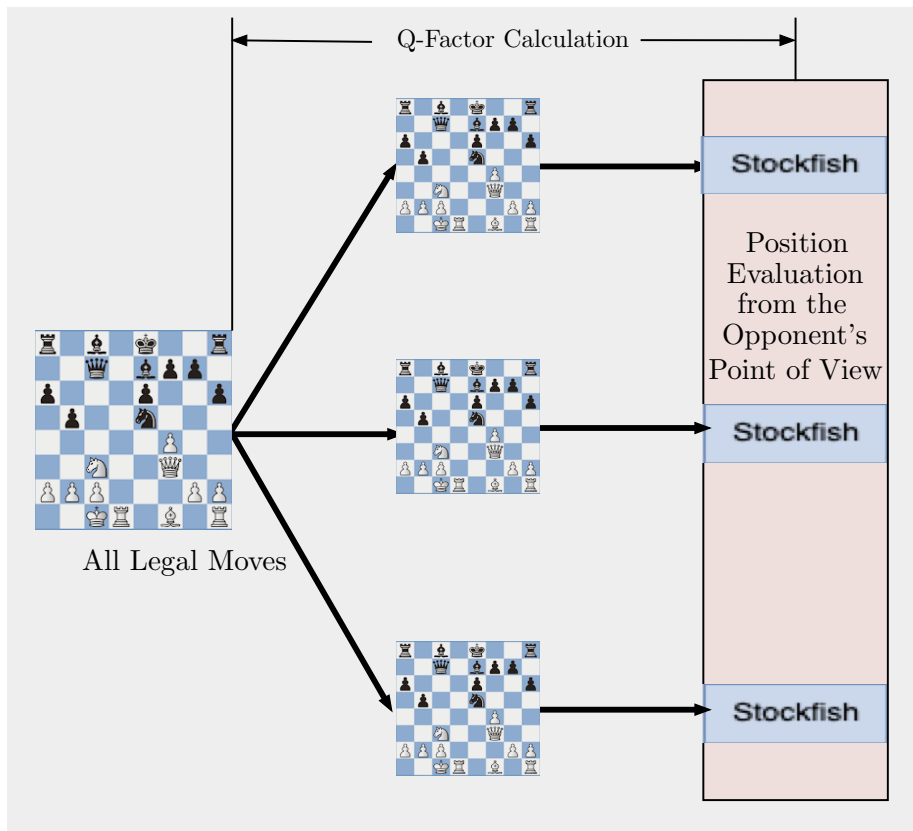 Q-Factor Calculation
Stockfish
Position
Evaluation
from the
Opponent's
Point of View
Stockfish
All Legal Moves
Stockfish